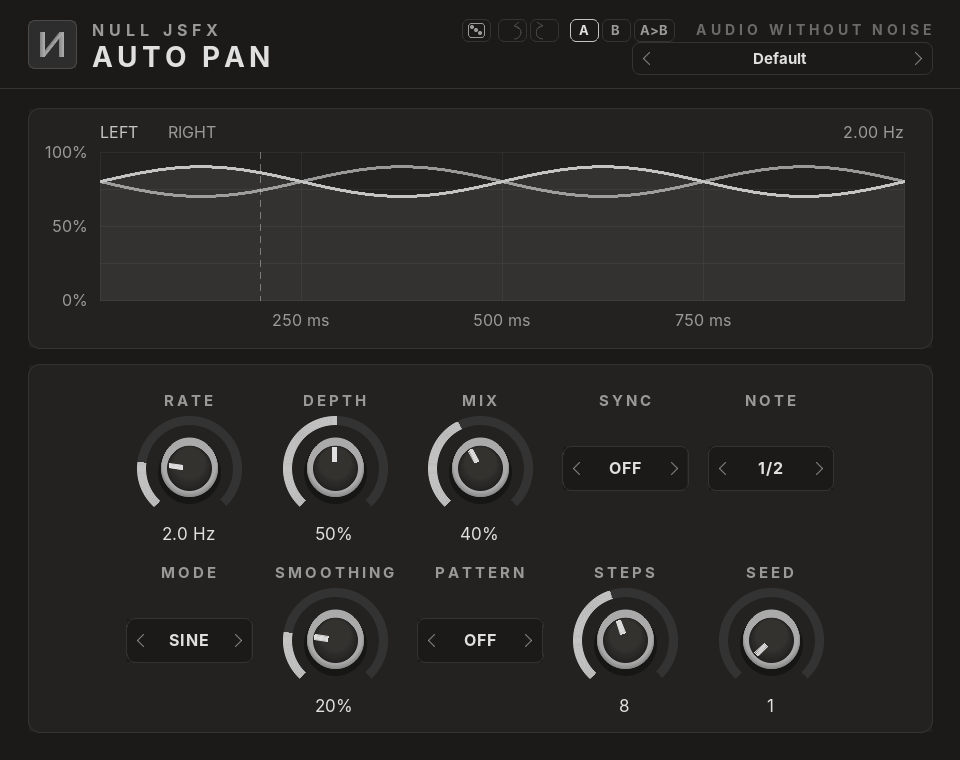 NULL JSFX
AUTO PAN
A B A>B AUDIO WITHOUT NOISE
Default
LEFT RIGHT 2.00 Hz
100%
50%
0%
250 ms 500 ms 750 ms
RATE DEPTH MIX SYNC NOTE
OFF 1/2
2.0 Hz 50% 40%
MODE SMOOTHING PATTERN STEPS SEED
SINE OFF
20% 8 1